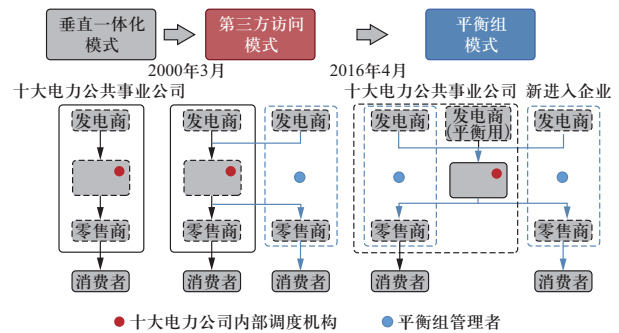 垂直一体化
模式
第三方访问
模式
平衡组
模式
2000年3月
2016年4月
十大电力公共事业公司
十大电力公共事业公司
新进入企业
发电商
发电商
发电商
发电商
发电商
(平衡用)
发电商
零售商
零售商
零售商
零售商
零售商
消费者
消费者
消费者
消费者
消费者
十大电力公司内部调度机构
平衡组管理者